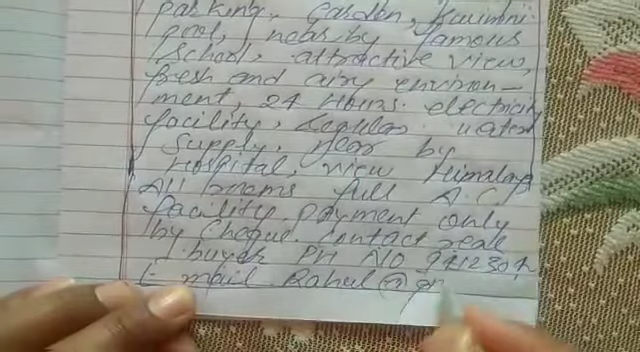 parking, Garden, Swimming
pool, near by famous
School, attractive view,
fresh and airy environ-
ment, 24 Hours. electricity
facility, Regular water
Supply, near by
Hospital, view Himalaya
All rooms full A.C.
facility. payment only
by Cheque. Contact real
buyer PH NO
E mail Rahul @ gm